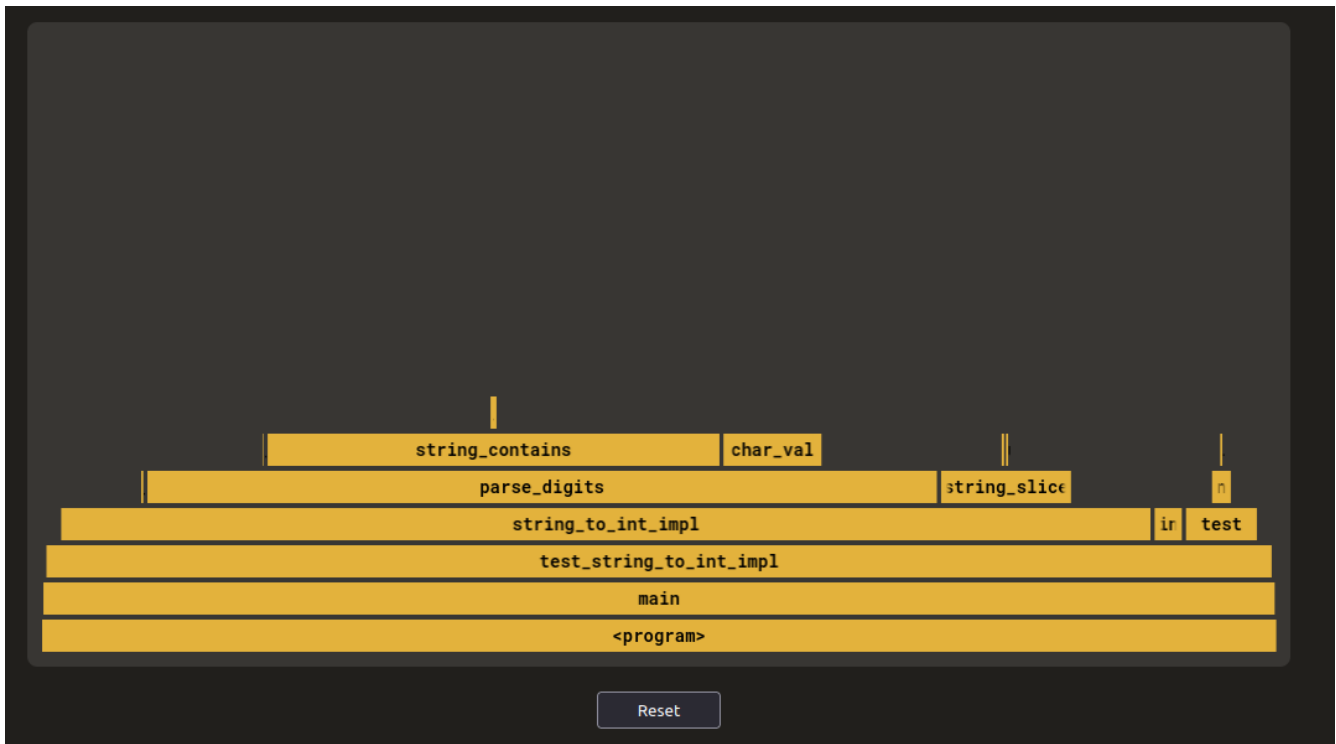 string_contains char_val
parse_digits string_slice
string_to_int_impl test
test_string_to_int_impl
main
<program>
Reset